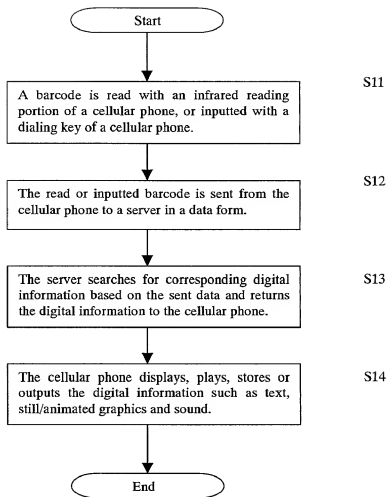 Start
S11
A barcode is read with an infrared reading
portion of a cellular phone, or inputted with a
dialing key of a cellular phone.
S12
The read or inputted barcode is sent from the
cellular phone to a server in a data form.
S13
The server searches for corresponding digital
information based on the sent data and returns
the digital information to the cellular phone.
S14
The cellular phone displays, plays, stores or
outputs the digital information such as text,
still/animated graphics and sound.
End